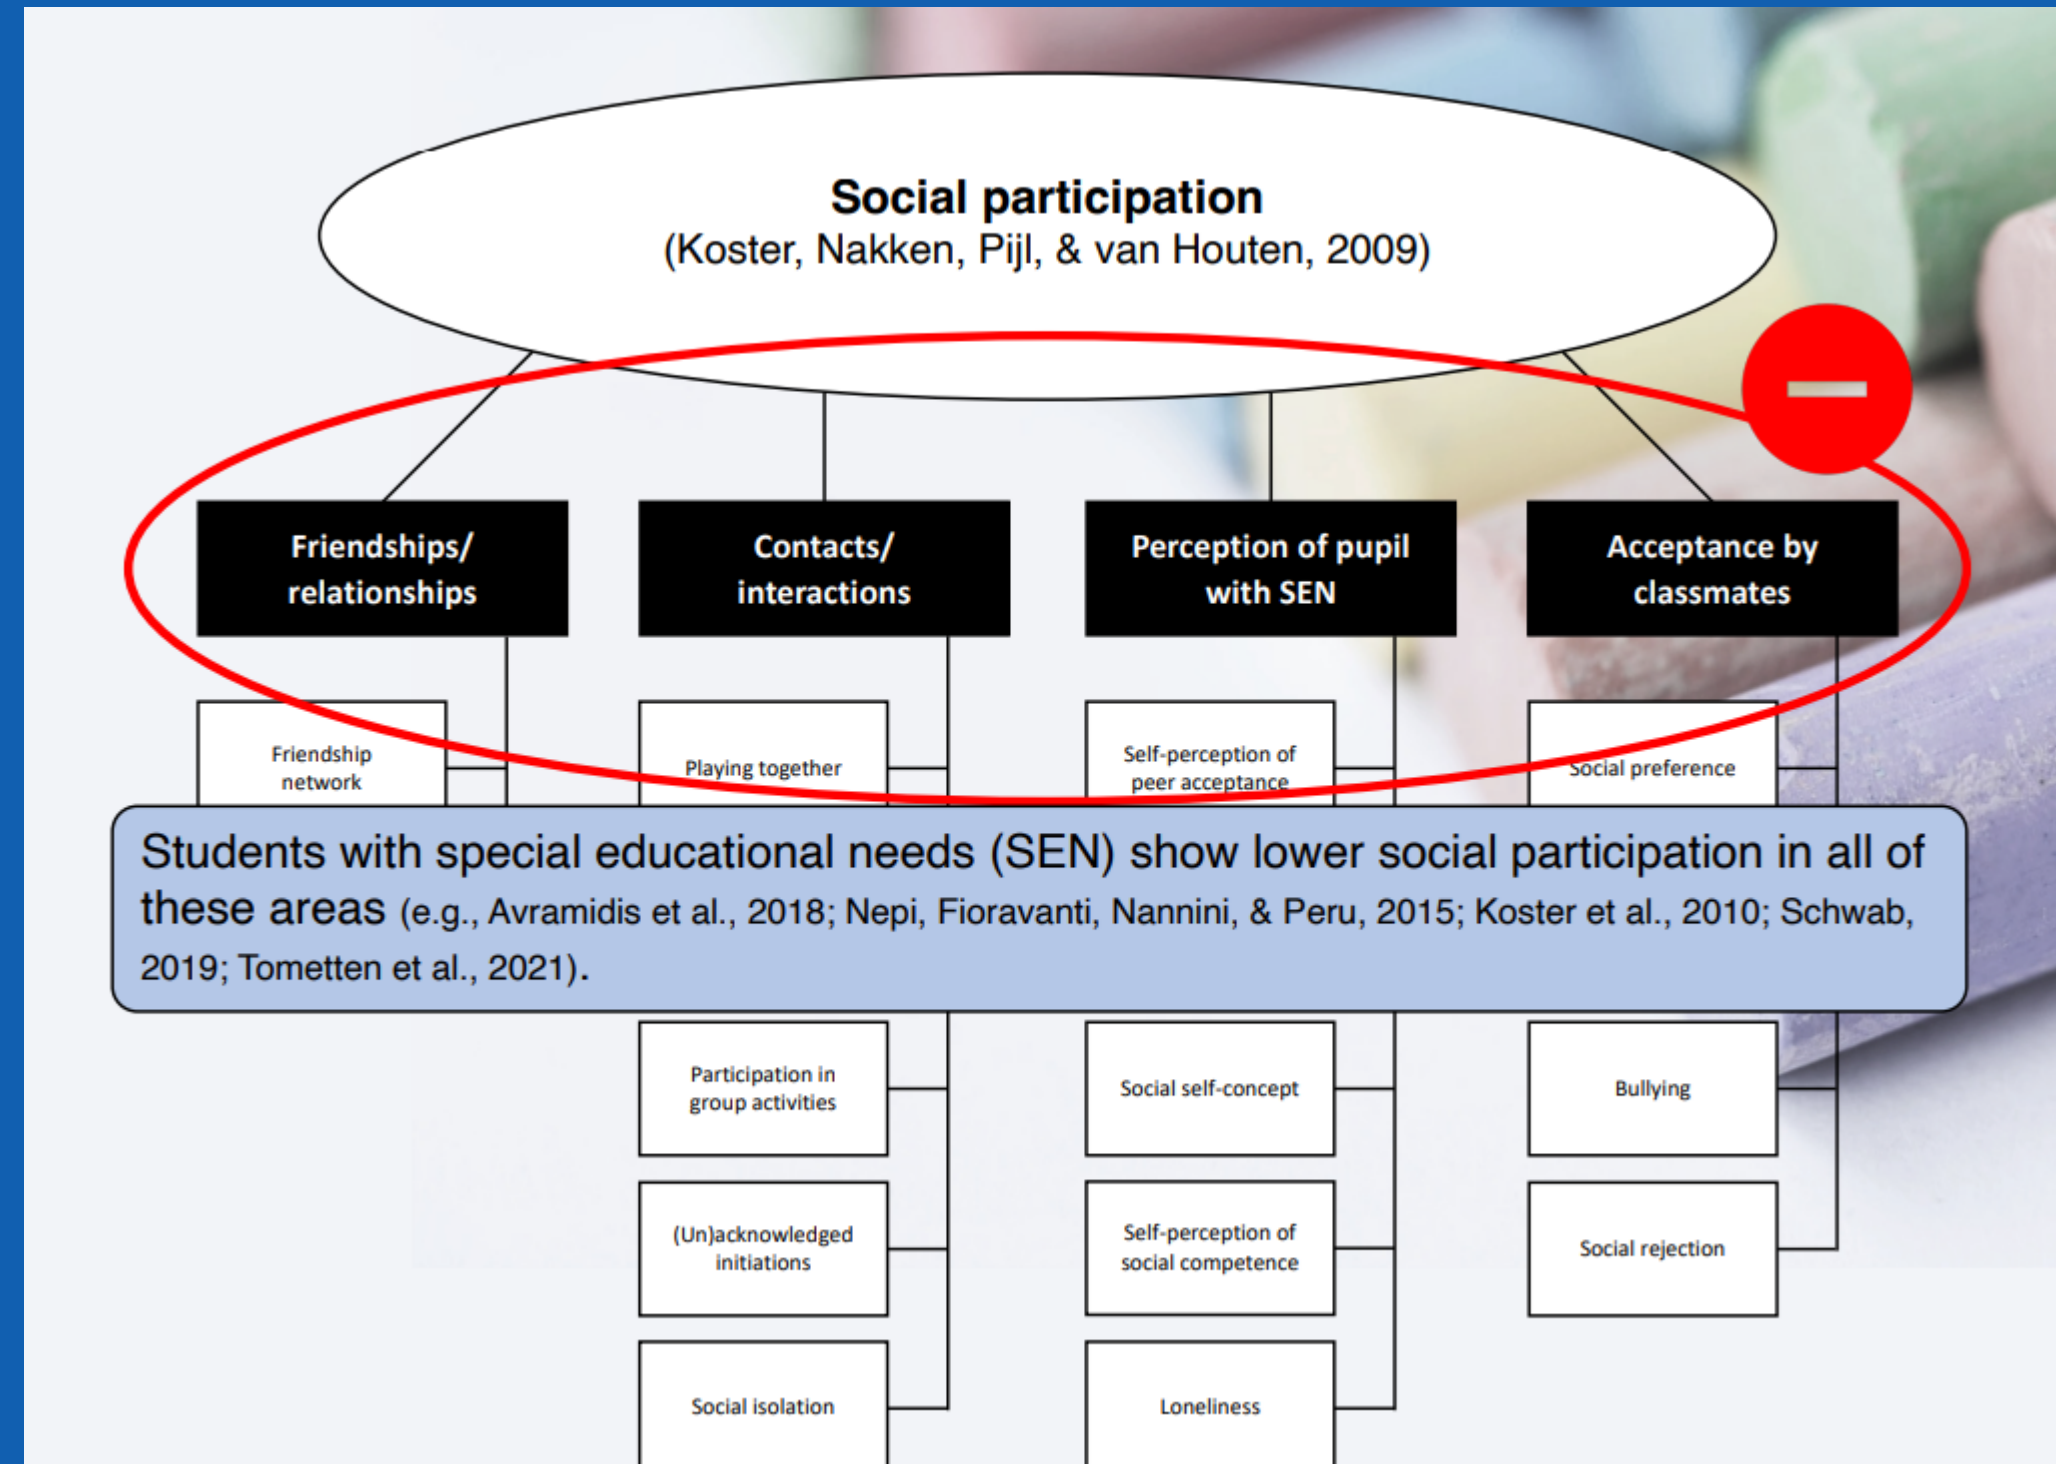 Social participation
(Koster, Nakken, Pijl, & van Houten, 2009)
Friendships/
relationships
Contacts/
interactions
Perception of pupil
with SEN
Acceptance by
classmates
Friendship
network
Playing together
Self-perception of
peer acceptance
Social preference
Students with special educational needs (SEN) show lower social participation in all of
these areas (e.g., Avramidis et al., 2018; Nepi, Fioravanti, Nannini, & Peru, 2015; Koster et al., 2010; Schwab,
2019; Tometten et al., 2021).
Participation in
group activities
Social self-concept
Bullying
(Un)acknowledged
initiations
Self-perception of
social competence
Social rejection
Social isolation
Loneliness